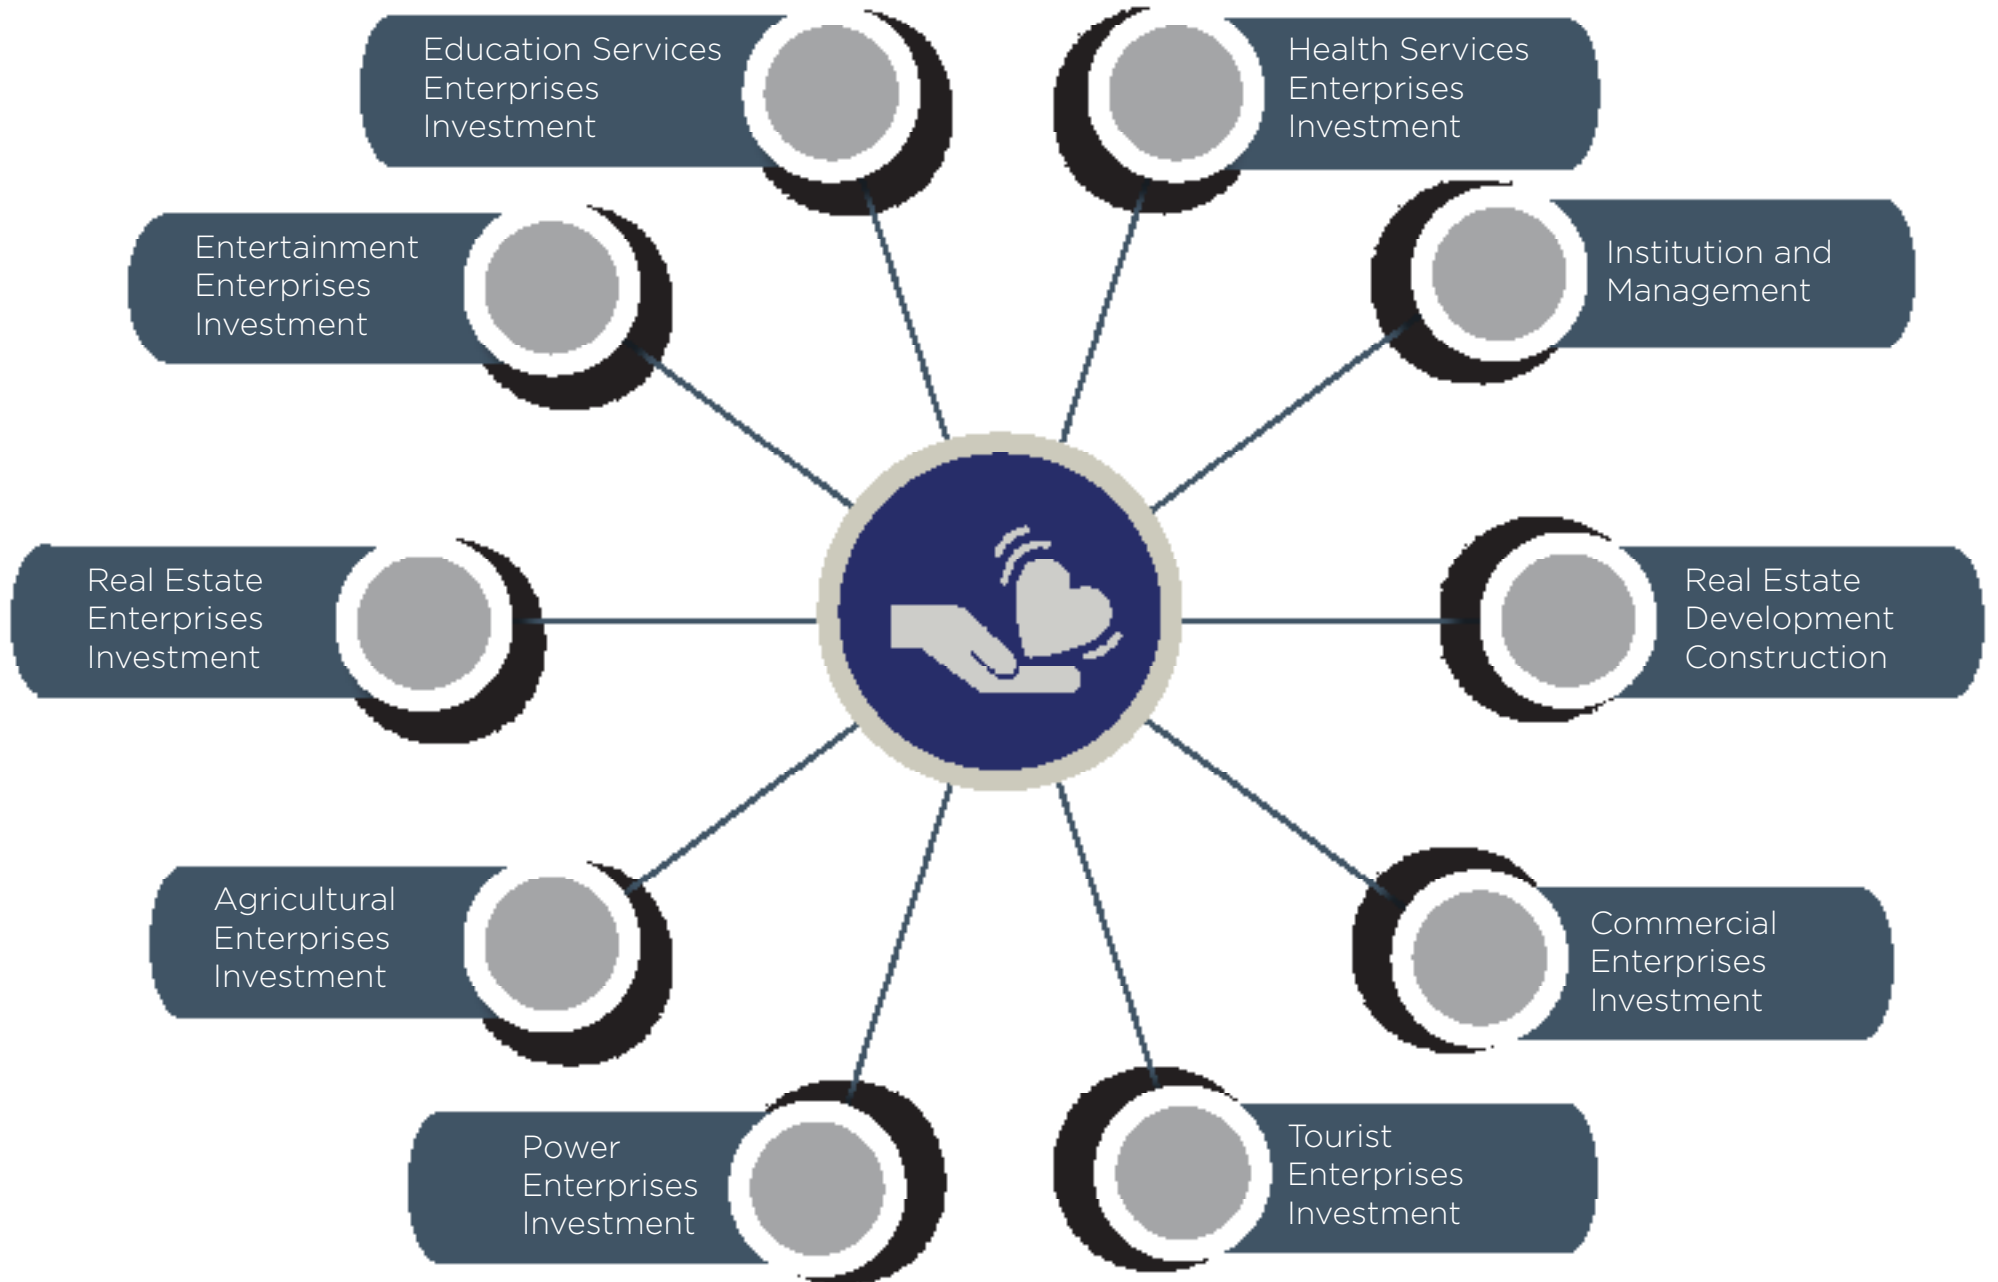 Education Services
Enterprises
Investment
Health Services
Enterprises
Investment
Entertainment
Enterprises
Investment
Institution and
Management
Real Estate
Enterprises
Investment
Real Estate
Development
Construction
Agricultural
Enterprises
Investment
Commercial
Enterprises
Investment
Power
Enterprises
Investment
Tourist
Enterprises
Investment